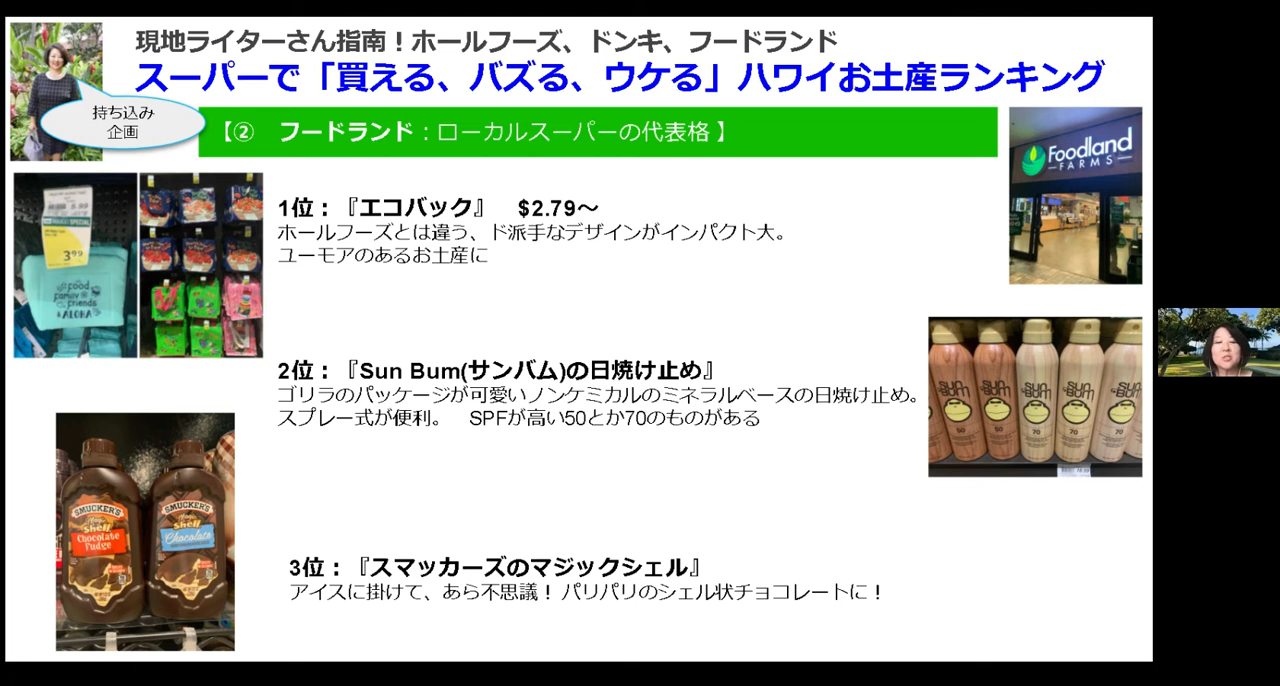 現地ライターさん指南！ホールフーズ、ドンキ、フードランド
スーパーで「買える、バズる、ウケる」ハワイお土産ランキング
持ち込み
企画
【②　フードランド：ローカルスーパーの代表格】
Foodland
FARMS
1位：『エコバック』　$2.79～
ホールフーズとは違う、ド派手なデザインがインパクト大。
ユーモアのあるお土産に
3.99
food
family
friends
ALOHA
2位：『Sun Bum(サンバム)の日焼け止め』
ゴリラのパッケージが可愛いノンケミカルのミネラルベースの日焼け止め。
スプレー式が便利。　SPFが高い50とか70のものがある
SUN BUM
50
SUN BUM
50
SUN BUM
70
SUN BUM
70
SUN BUM
SMUCKER'S
Magic Shell
Chocolate Fudge
SMUCKER'S
Magic Shell
Chocolate
3位：『スマッカーズのマジックシェル』
アイスに掛けて、あら不思議！パリパリのシェル状チョコレートに！